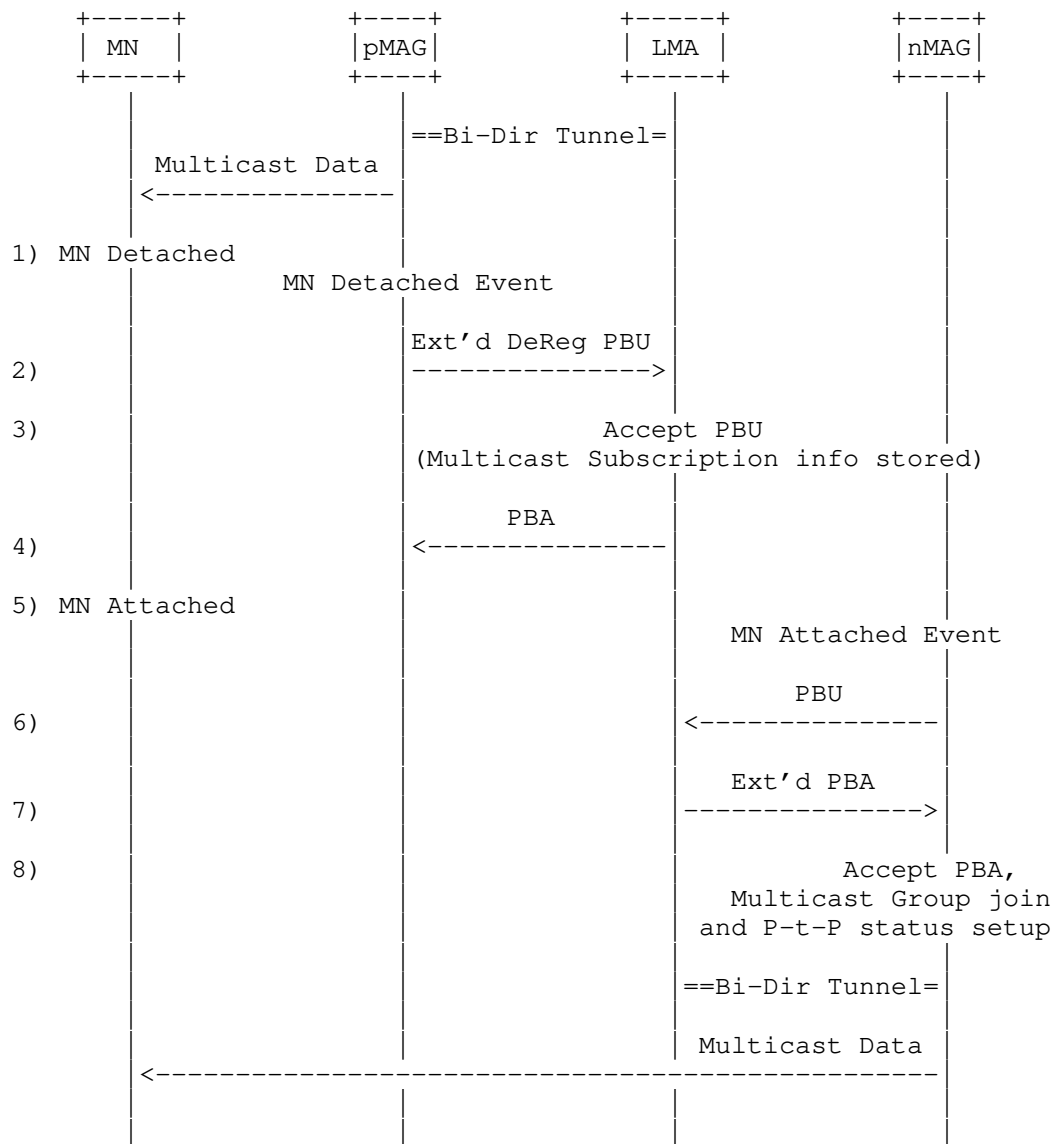 MN pMAG LMA nMAG
==Bi-Dir Tunnel=
Multicast Data
1) MN Detached
MN Detached Event
Ext'd DeReg PBU
2)
3) Accept PBU
(Multicast Subscription info stored)
PBA
4)
5) MN Attached
MN Attached Event
PBU
6)
Ext'd PBA
7)
8) Accept PBA,
Multicast Group join
and P-t-P status setup
==Bi-Dir Tunnel=
Multicast Data